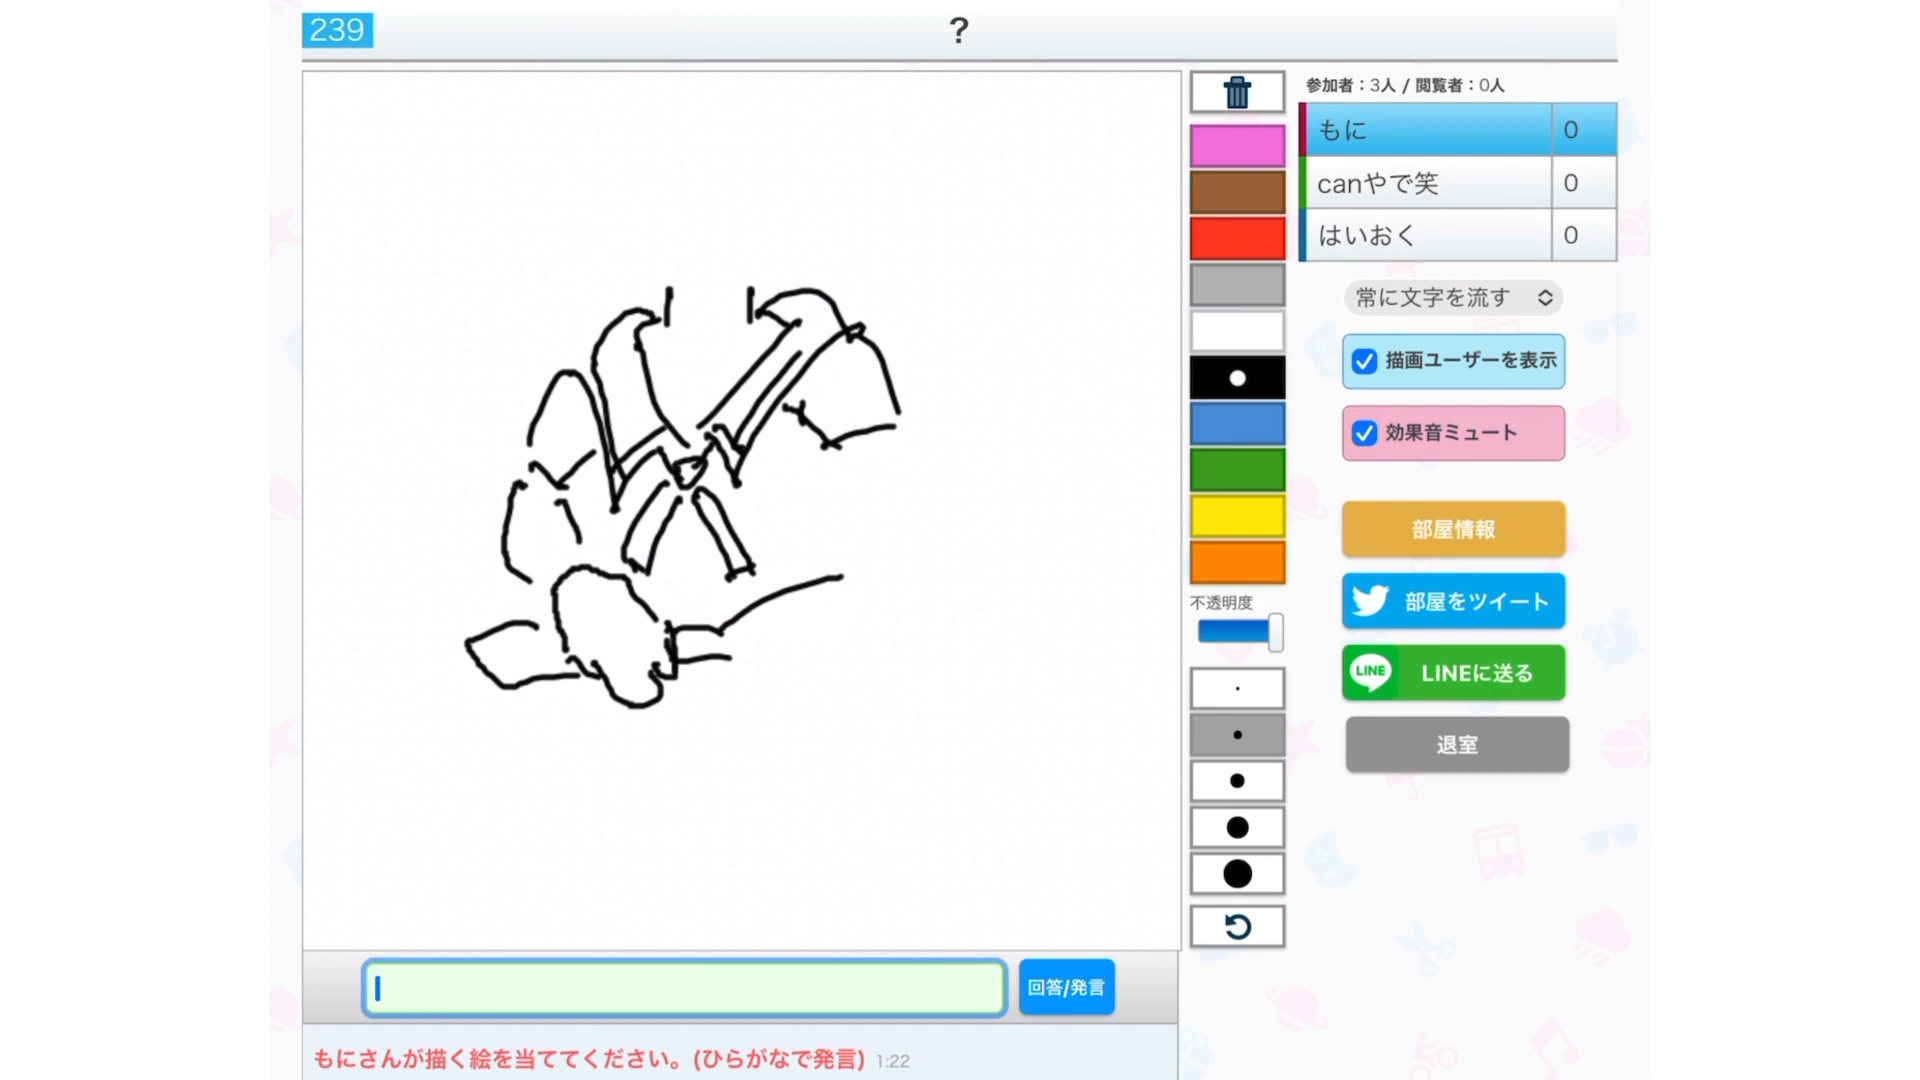 239
?
参加者：3人 / 閲覧者：0人
もに 0
canやで笑 0
はいおく 0
常に文字を流す
描画ユーザーを表示
効果音ミュート
部屋情報
部屋をツイート
LINE LINEに送る
退室
不透明度
回答/発言
もにさんが描く絵を当ててください。(ひらがなで発言) 1:22